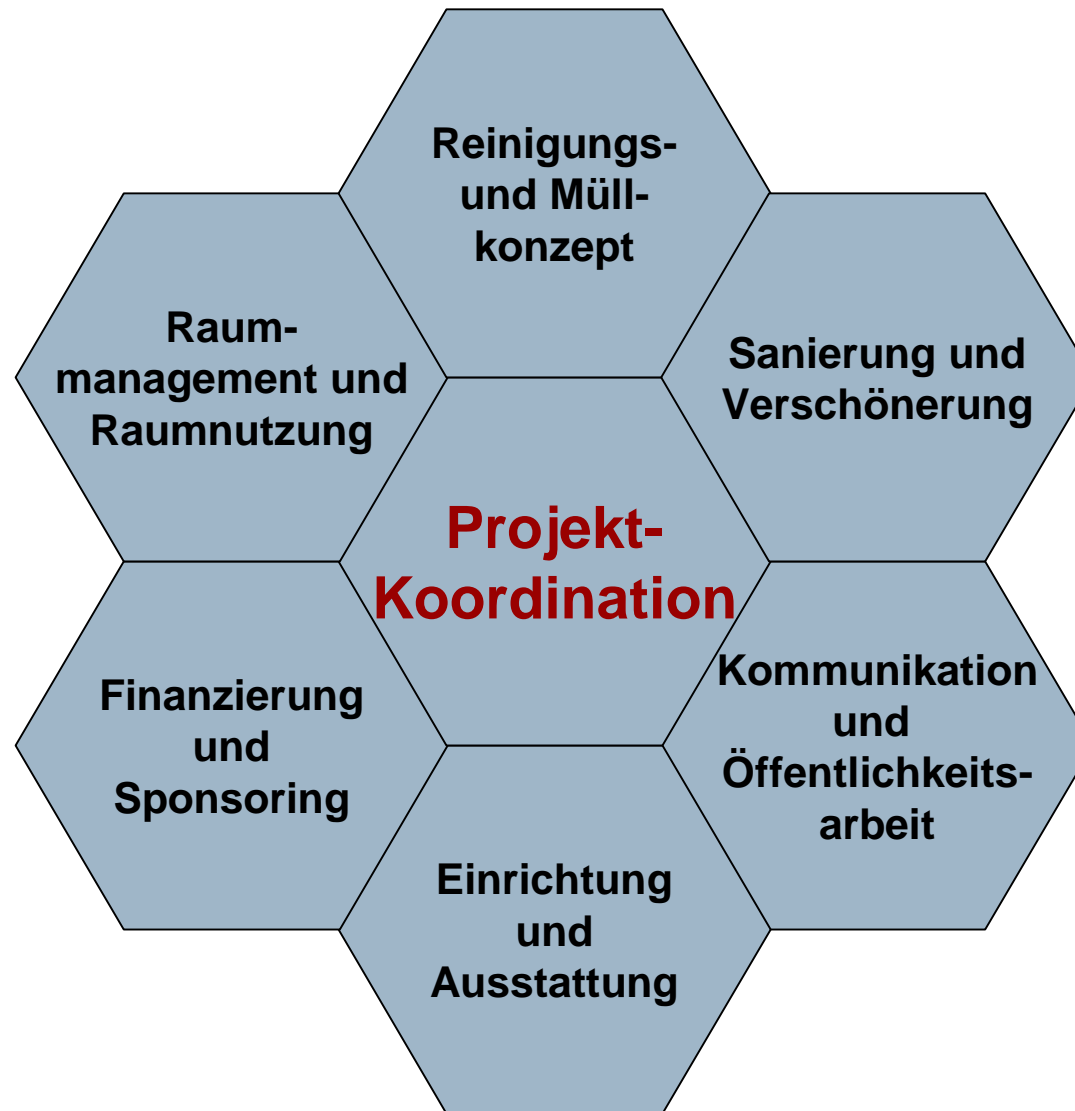 Reinigungs-
und Müll-
konzept
Raum-
management und
Raumnutzung
Sanierung und
Verschönerung
Projekt-
Koordination
Finanzierung
und
Sponsoring
Kommunikation
und
Öffentlichkeits-
arbeit
Einrichtung
und
Ausstattung